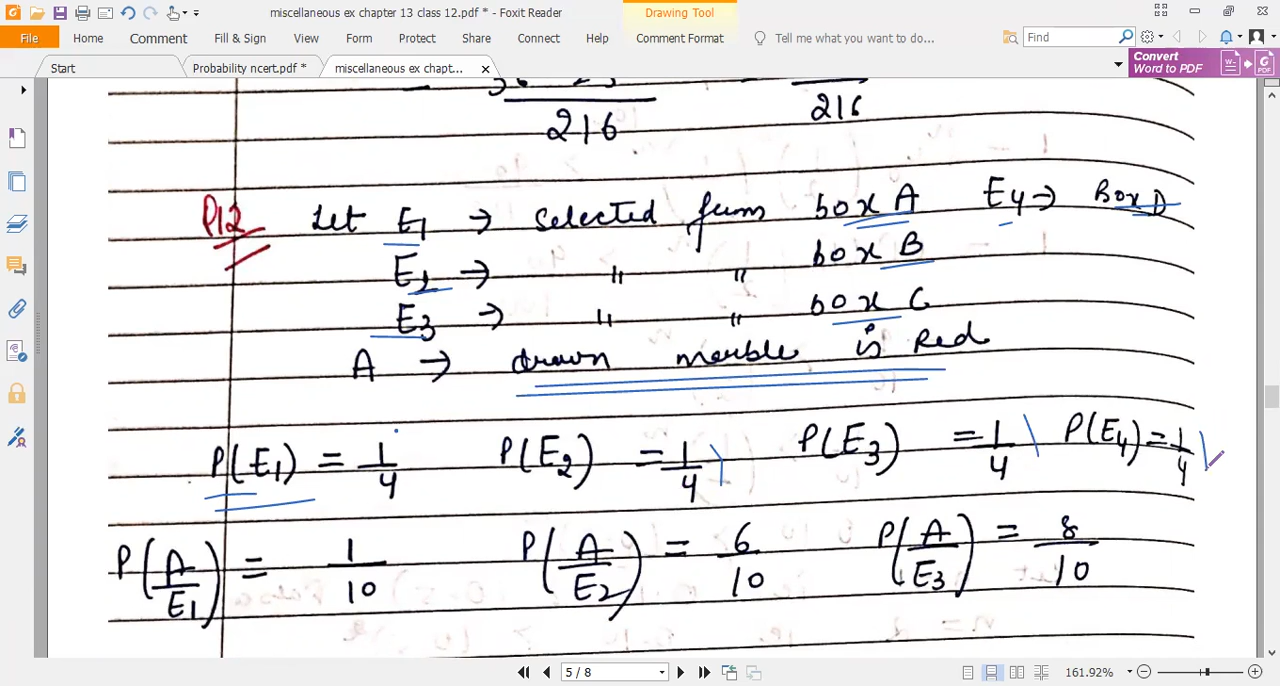 miscellaneous ex chapter 13 class 12.pdf * - Foxit Reader
Drawing Tool
File Home Comment Fill & Sign View Form Protect Share Connect Help Comment Format Tell me what you want to do... Find
Start Probability ncert.pdf * miscellaneous ex chapt...
Convert
Word to PDF
216 216
P12 Let E1 → selected from box A E4 → Box D
E2 → " " box B
E3 → " " box C
A → drawn marble is Red
P(E1) = 1/4 P(E2) = 1/4 P(E3) = 1/4 P(E4) = 1/4
P(A/E1) = 1/10 P(A/E2) = 6/10 P(A/E3) = 8/10
5 / 8 161.92%